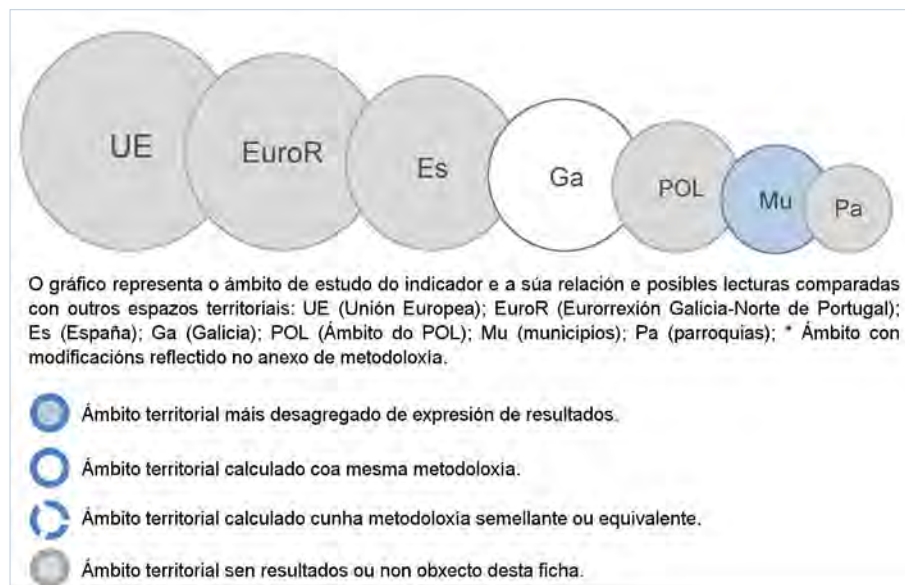 UE
EuroR
Es
Ga
POL
Mu
Pa
O gráfico representa o ámbito de estudo do indicador e a súa relación e posibles lecturas comparadas
con outros espazos territoriais: UE (Unión Europea); EuroR (Eurorrexión Galicia-Norte de Portugal);
Es (España); Ga (Galicia); POL (Ámbito do POL); Mu (municipios); Pa (parroquias); * Ámbito con
modificacións reflectido no anexo de metodoloxía.
Ámbito territorial máis desagregado de expresión de resultados.
Ámbito territorial calculado coa mesma metodoloxia.
Ámbito territorial calculado cunha metodoloxia semellante ou equivalente.
Ámbito territorial sen resultados ou non obxecto desta ficha.